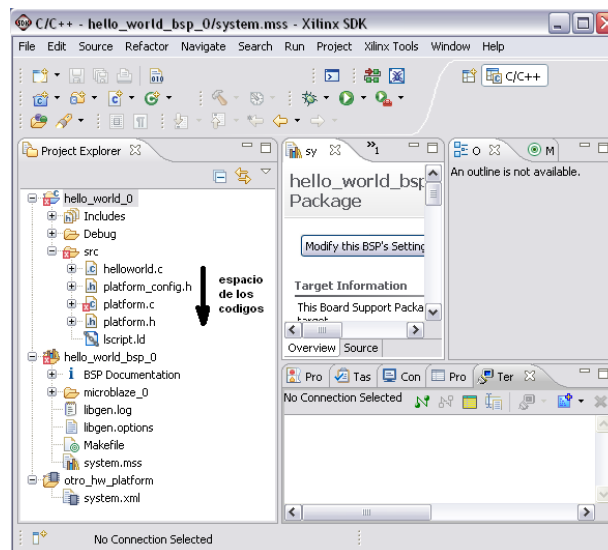 C/C++ - hello_world_bsp_0/system.mss - Xilinx SDK
File Edit Source Refactor Navigate Search Run Project Xilinx Tools Window Help
C/C++
Project Explorer
hello_world_0
Includes
Debug
src
helloworld.c
platform_config.h
platform.c
platform.h
lscript.ld
hello_world_bsp_0
BSP Documentation
microblaze_0
libgen.log
libgen.options
Makefile
system.mss
otro_hw_platform
system.xml
espacio
de los
codigos
sy
1
hello_world_bsp
Package
Modify this BSP's Setting
Target Information
This Board Support Packa
target.
Overview Source
O M
An outline is not available.
Pro Tas Con Pro Ter
No Connection Selected
No Connection Selected